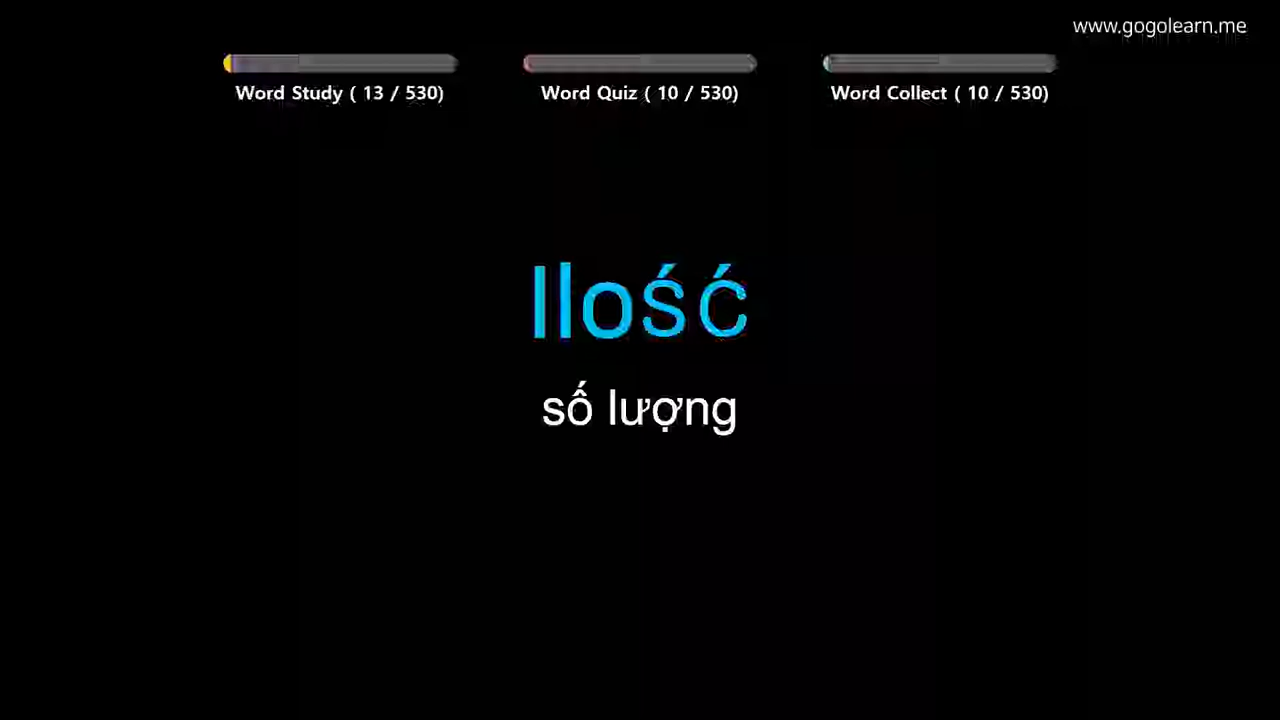 www.gogolearn.me
Word Study ( 13 / 530)
Word Quiz ( 10 / 530)
Word Collect ( 10 / 530)
Ilość
số lượng